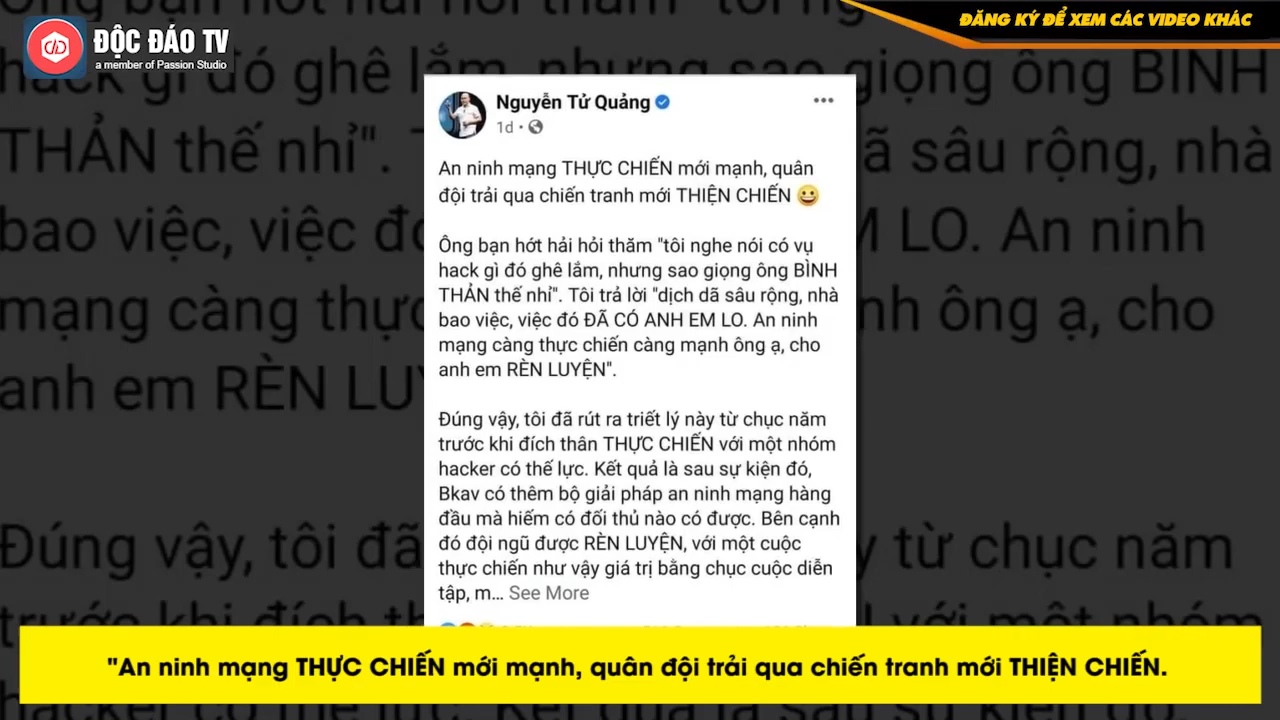 ĐỘC ĐÁO TV
a member of Passion Studio
ĐĂNG KÝ ĐỂ XEM CÁC VIDEO KHÁC
Nguyễn Tử Quảng
1d
An ninh mạng THỰC CHIẾN mới mạnh, quân
đội trải qua chiến tranh mới THIỆN CHIẾN 😀
Ông bạn hớt hải hỏi thăm "tôi nghe nói có vụ
hack gì đó ghê lắm, nhưng sao giọng ông BÌNH
THẢN thế nhỉ". Tôi trả lời "dịch dã sâu rộng, nhà
bao việc, việc đó ĐÃ CÓ ANH EM LO. An ninh
mạng càng thực chiến càng mạnh ông ạ, cho
anh em RÈN LUYỆN".
Đúng vậy, tôi đã rút ra triết lý này từ chục năm
trước khi đích thân THỰC CHIẾN với một nhóm
hacker có thế lực. Kết quả là sau sự kiện đó,
Bkav có thêm bộ giải pháp an ninh mạng hàng
đầu mà hiếm có đối thủ nào có được. Bên cạnh
đó đội ngũ được RÈN LUYỆN, với một cuộc
thực chiến như vậy giá trị bằng chục cuộc diễn
tập, m... See More
"An ninh mạng THỰC CHIẾN mới mạnh, quân đội trải qua chiến tranh mới THIỆN CHIẾN.